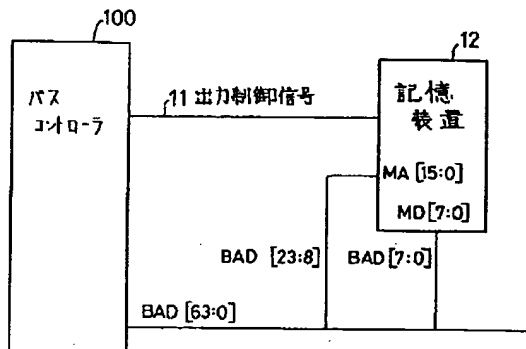 100
12
バス
コントローラ
11 出力制御信号
記憶
装置
MA [15:0]
MD [7:0]
BAD [23:8]
BAD [7:0]
BAD [63:0]